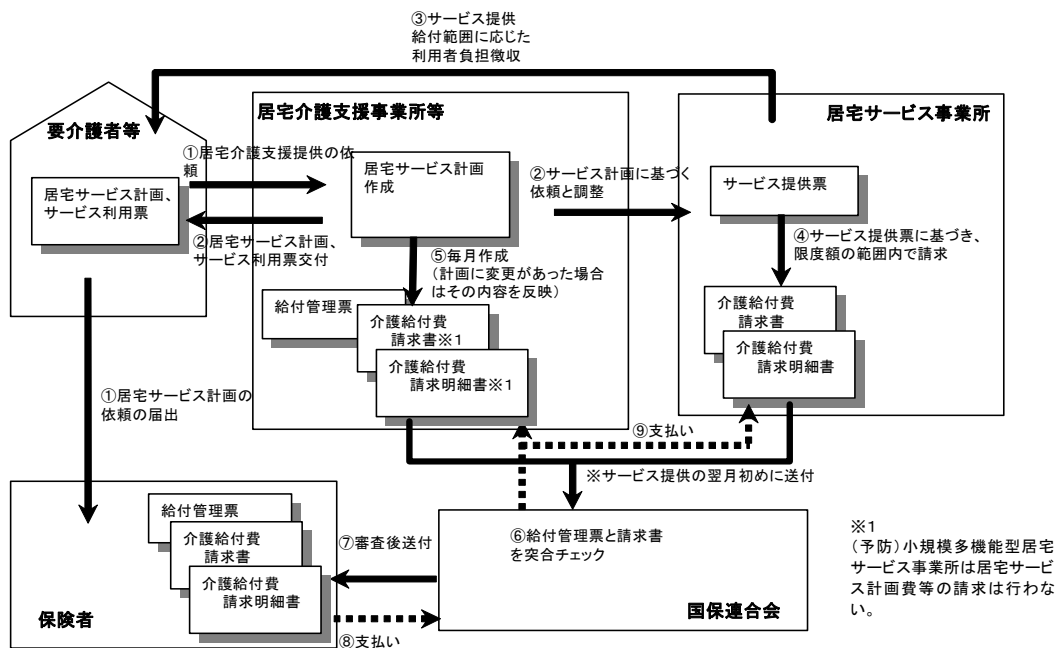 ③サービス提供
給付範囲に応じた
利用者負担徴収
要介護者等
居宅介護支援事業所等
居宅サービス事業所
①居宅介護支援提供の依
頼
居宅サービス計画、
サービス利用票
居宅サービス計画
作成
②サービス計画に基づく
依頼と調整
サービス提供票
②居宅サービス計画、
サービス利用票交付
⑤毎月作成
(計画に変更があった場合
はその内容を反映)
④サービス提供票に基づき、
限度額の範囲内で請求
給付管理票
介護給付費
請求書※1
介護給付費
請求明細書※1
介護給付費
請求書
介護給付費
請求明細書
①居宅サービス計画の
依頼の届出
⑨支払い
※サービス提供の翌月初めに送付
給付管理票
介護給付費
請求書
介護給付費
請求明細書
保険者
⑦審査後送付
⑧支払い
⑥給付管理票と請求書
を突合チェック
国保連合会
※1
(予防)小規模多機能型居宅
サービス事業所は居宅サービ
ス計画費等の請求は行わな
い。